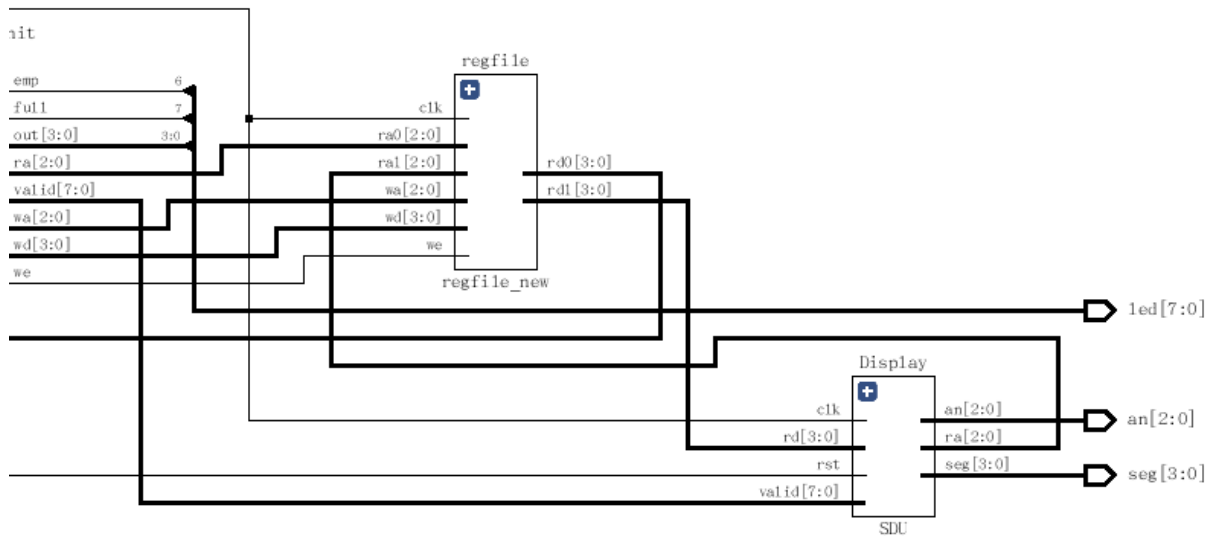 nit
emp
6
full
7
out[3:0]
3:0
ra[2:0]
valid[7:0]
wa[2:0]
wd[3:0]
we
regfile
clk
ra0[2:0]
ra1[2:0]
wa[2:0]
wd[3:0]
we
rd0[3:0]
rd1[3:0]
regfile_new
led[7:0]
Display
clk
rd[3:0]
rst
valid[7:0]
an[2:0]
ra[2:0]
seg[3:0]
SDU
an[2:0]
seg[3:0]